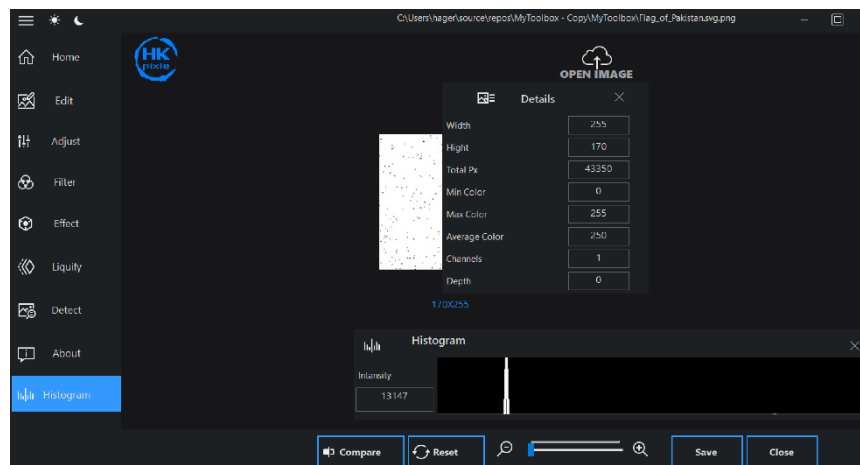 C:\Users\hager\source\repos\MyToolbox - Copy\MyToolbox\Flag_of_Pakistan.svg.png
Home
HK
pixle
OPEN IMAGE
Edit
Details
Width 255
Hight 170
Adjust
Total Px 43350
Filter
Min Color 0
Max Color 255
Effect
Average Color 250
Channels 1
Liquify
Depth 0
170X255
Detect
Histogram
About
Intansity
13147
Histogram
Compare
Reset
Save
Close